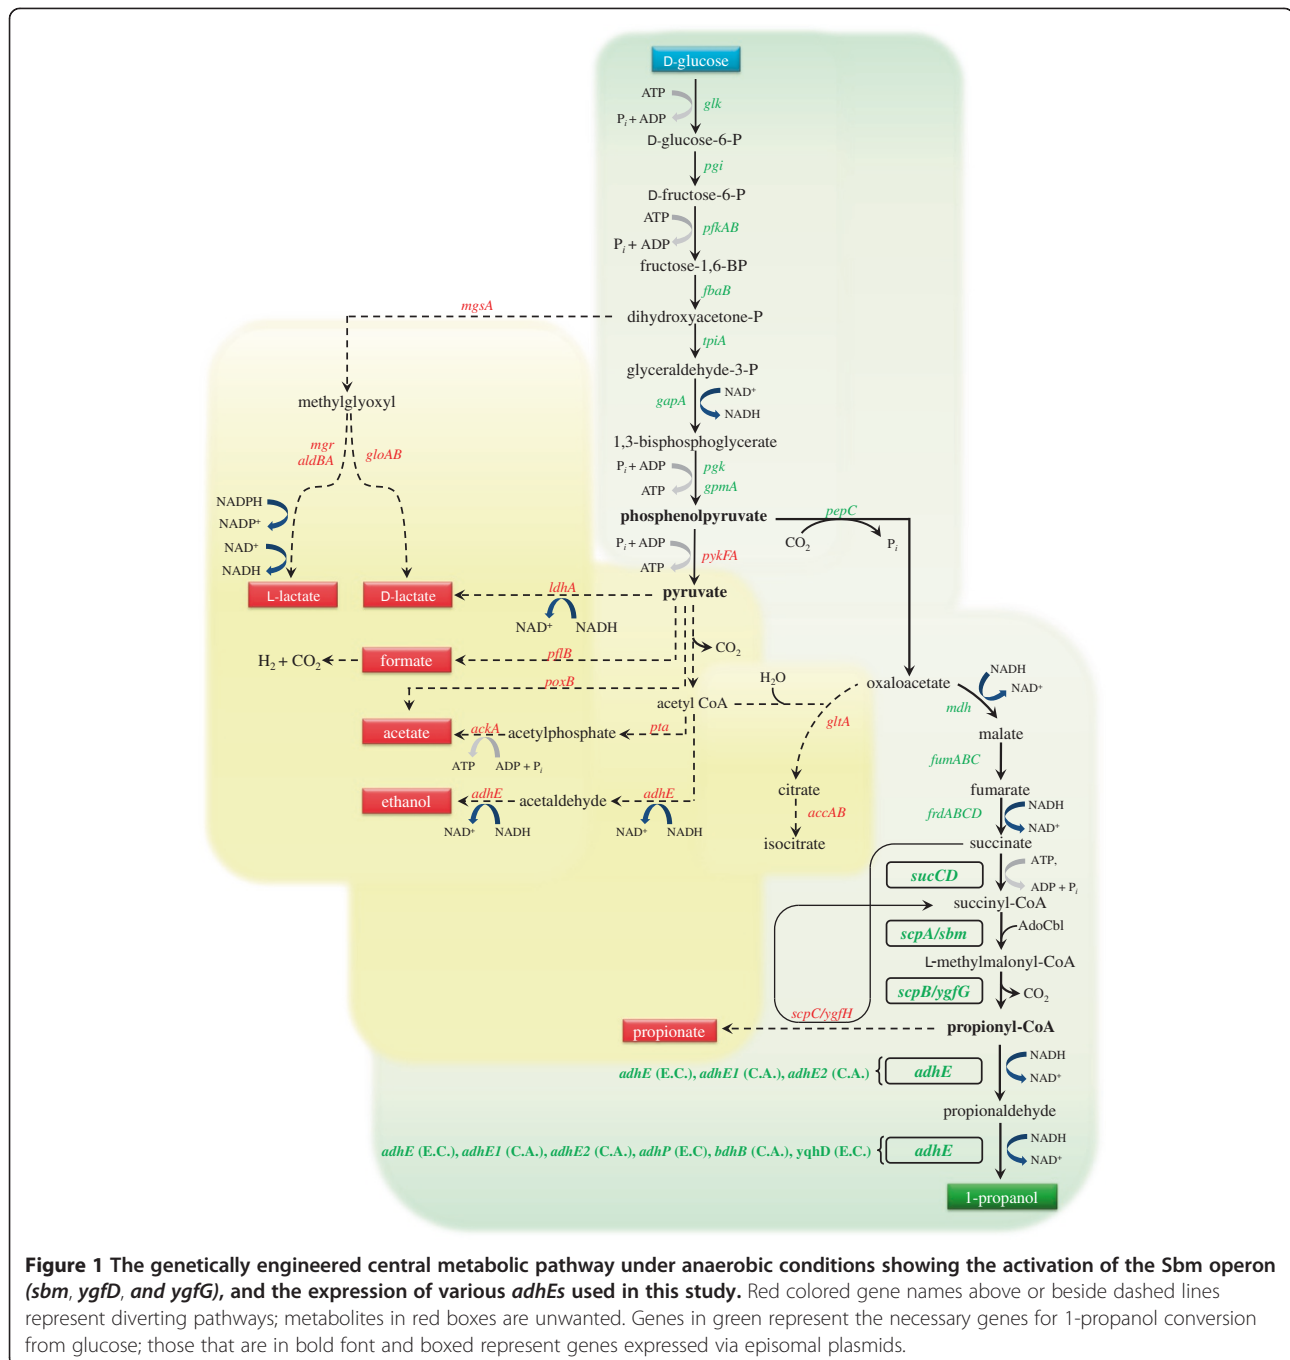 D-glucose
ATP
glk
Pi + ADP
D-glucose-6-P
pgi
D-fructose-6-P
ATP
pfkAB
Pi + ADP
fructose-1,6-BP
fbaB
mgsA
dihydroxyacetone-P
tpiA
glyceraldehyde-3-P
NAD+
gapA
NADH
methylglyoxyl
1,3-bisphosphoglycerate
mgr
aldBA
gloAB
Pi + ADP
pgk
ATP
gpmA
NADPH
NADP+
NAD+
NADH
phosphenolpyruvate
pepC
CO2
Pi
Pi + ADP
pykFA
ATP
L-lactate
D-lactate
ldhA
pyruvate
NAD+
NADH
CO2
H2 + CO2
formate
pflB
poxB
H2O
oxaloacetate
NADH
NAD+
mdh
acetyl CoA
gltA
acetate
ackA
acetylphosphate
pta
malate
ATP
ADP + Pi
fumABC
ethanol
adhE
acetaldehyde
adhE
citrate
fumarate
NAD+
NADH
NAD+
NADH
accAB
frdABCD
NADH
NAD+
isocitrate
succinate
sucCD
ATP,
ADP + Pi
succinyl-CoA
scpA/sbm
AdoCbl
L-methylmalonyl-CoA
scpB/ygfG
CO2
scpC/ygfH
propionate
propionyl-CoA
adhE (E.C.), adhE1 (C.A.), adhE2 (C.A.)
adhE
NADH
NAD+
propionaldehyde
adhE (E.C.), adhE1 (C.A.), adhE2 (C.A.), adhP (E.C), bdhB (C.A.), yqhD (E.C.)
adhE
NADH
NAD+
1-propanol
Figure 1 The genetically engineered central metabolic pathway under anaerobic conditions showing the activation of the Sbm operon
(sbm, ygfD, and ygfG), and the expression of various adhEs used in this study. Red colored gene names above or beside dashed lines
represent diverting pathways; metabolites in red boxes are unwanted. Genes in green represent the necessary genes for 1-propanol conversion
from glucose; those that are in bold font and boxed represent genes expressed via episomal plasmids.